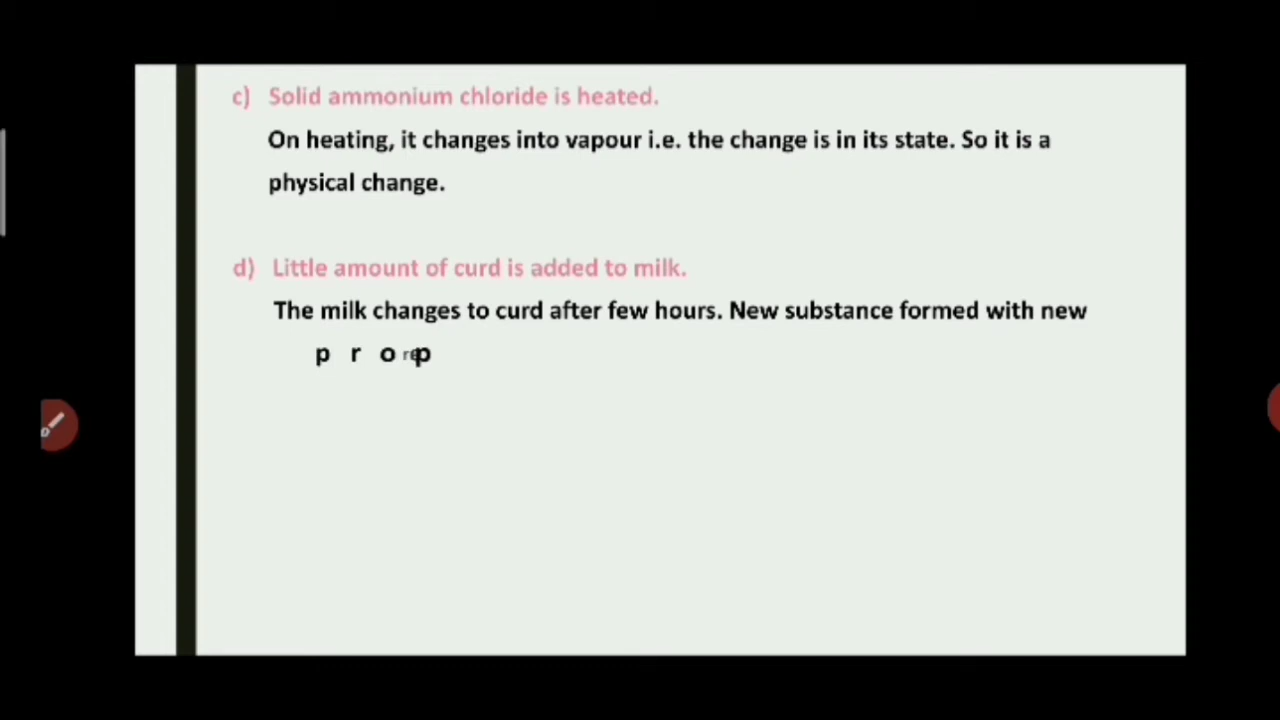 c) Solid ammonium chloride is heated.
On heating, it changes into vapour i.e. the change is in its state. So it is a
physical change.
d) Little amount of curd is added to milk.
The milk changes to curd after few hours. New substance formed with new
p r o p